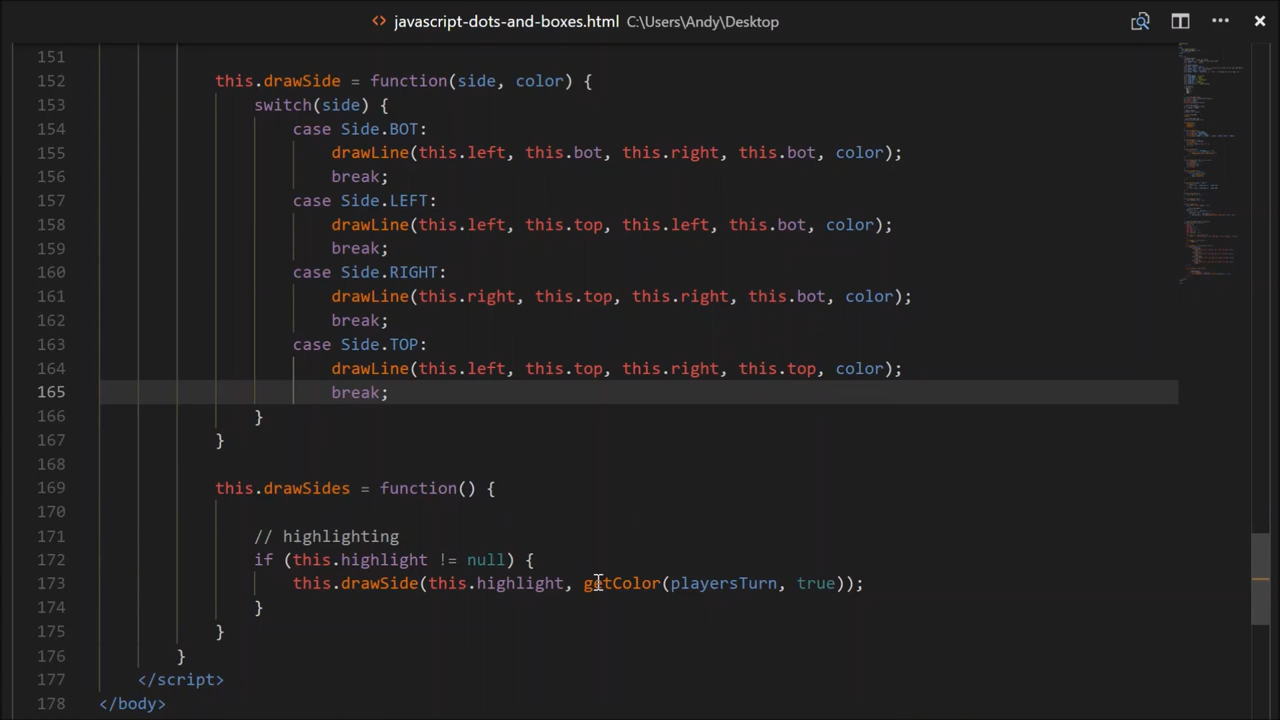 javascript-dots-and-boxes.html C:\Users\Andy\Desktop
151
152 this.drawSide = function(side, color) {
153 switch(side) {
154 case Side.BOT:
155 drawLine(this.left, this.bot, this.right, this.bot, color);
156 break;
157 case Side.LEFT:
158 drawLine(this.left, this.top, this.left, this.bot, color);
159 break;
160 case Side.RIGHT:
161 drawLine(this.right, this.top, this.right, this.bot, color);
162 break;
163 case Side.TOP:
164 drawLine(this.left, this.top, this.right, this.top, color);
165 break;
166 }
167 }
168
169 this.drawSides = function() {
170
171 // highlighting
172 if (this.highlight != null) {
173 this.drawSide(this.highlight, getColor(playersTurn, true));
174 }
175 }
176 }
177 </script>
178 </body>